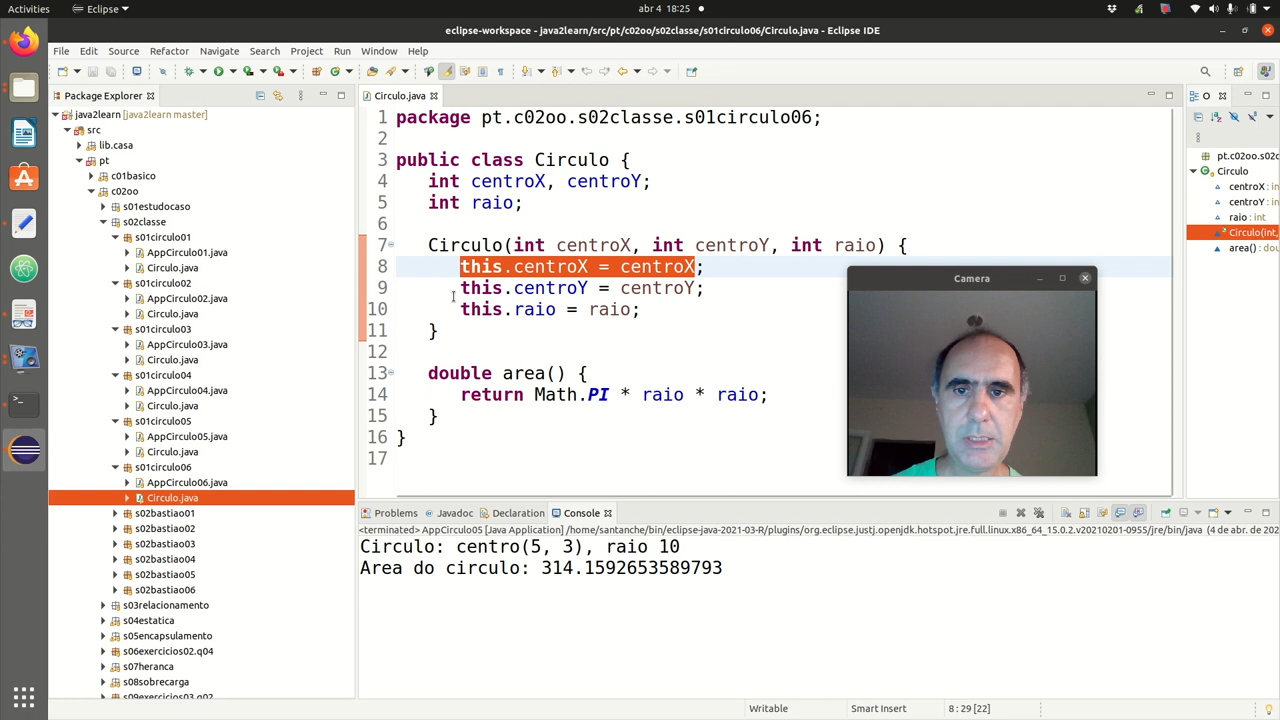 Activities
Eclipse
abr 4 18:25
eclipse-workspace - java2learn/src/pt/c02oo/s02classe/s01circulo06/Circulo.java - Eclipse IDE
File Edit Source Refactor Navigate Search Project Run Window Help
Package Explorer
java2learn [java2learn master]
src
lib.casa
pt
c01basico
c02oo
s01estudocaso
s02classe
s01circulo01
AppCirculo01.java
Circulo.java
s01circulo02
AppCirculo02.java
Circulo.java
s01circulo03
AppCirculo03.java
Circulo.java
s01circulo04
AppCirculo04.java
Circulo.java
s01circulo05
AppCirculo05.java
Circulo.java
s01circulo06
AppCirculo06.java
Circulo.java
s02bastiao01
s02bastiao02
s02bastiao03
s02bastiao04
s02bastiao05
s02bastiao06
s03relacionamento
s04estatica
s05encapsulamento
s06exercicios02.q04
s07heranca
s08sobrecarga
s09exercicios03.q02
Circulo.java
1 package pt.c02oo.s02classe.s01circulo06;
2
3 public class Circulo {
4 int centroX, centroY;
5 int raio;
6
7 Circulo(int centroX, int centroY, int raio) {
8 this.centroX = centroX;
9 this.centroY = centroY;
10 this.raio = raio;
11 }
12
13 double area() {
14 return Math.PI * raio * raio;
15 }
16 }
17
Camera
O
pt.c02oo.s02c
Circulo
centroX : in
centroY : in
raio : int
Circulo(int,
area() : dou
Problems Javadoc Declaration Console
<terminated> AppCirculo05 [Java Application] /home/santanche/bin/eclipse-java-2021-03-R/plugins/org.eclipse.justj.openjdk.hotspot.jre.full.linux.x86_64_15.0.2.v20210201-0955/jre/bin/java (4 de abr. de 202
Circulo: centro(5, 3), raio 10
Area do circulo: 314.1592653589793
Writable
Smart Insert
8 : 29 [22]